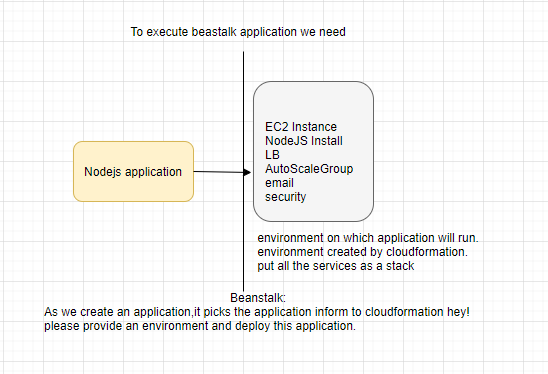 To execute beastalk application we need
EC2 Instance
NodeJS Install
LB
AutoScaleGroup
email
security
Nodejs application
environment on which application will run.
environment created by cloudformation.
put all the services as a stack
Beanstalk:
As we create an application,it picks the application inform to cloudformation hey!
please provide an environment and deploy this application.